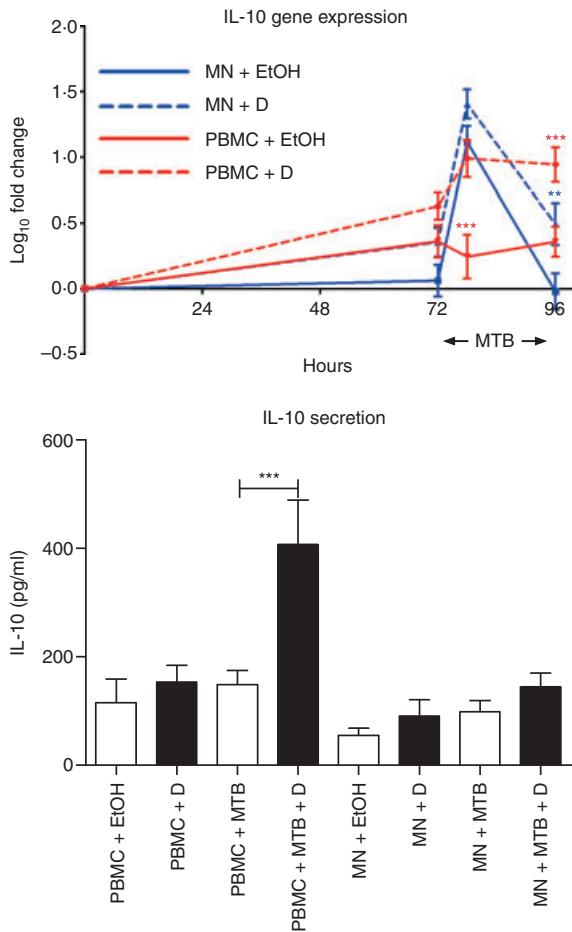 IL-10 gene expression
2·0
1·5
1·0
0·5
0·0
–0·5
Log10 fold change
MN + EtOH
MN + D
PBMC + EtOH
PBMC + D
***
**
***
24
48
72
96
MTB
Hours
IL-10 secretion
600
400
200
0
IL-10 (pg/ml)
***
PBMC + EtOH
PBMC + D
PBMC + MTB
PBMC + MTB + D
MN + EtOH
MN + D
MN + MTB
MN + MTB + D